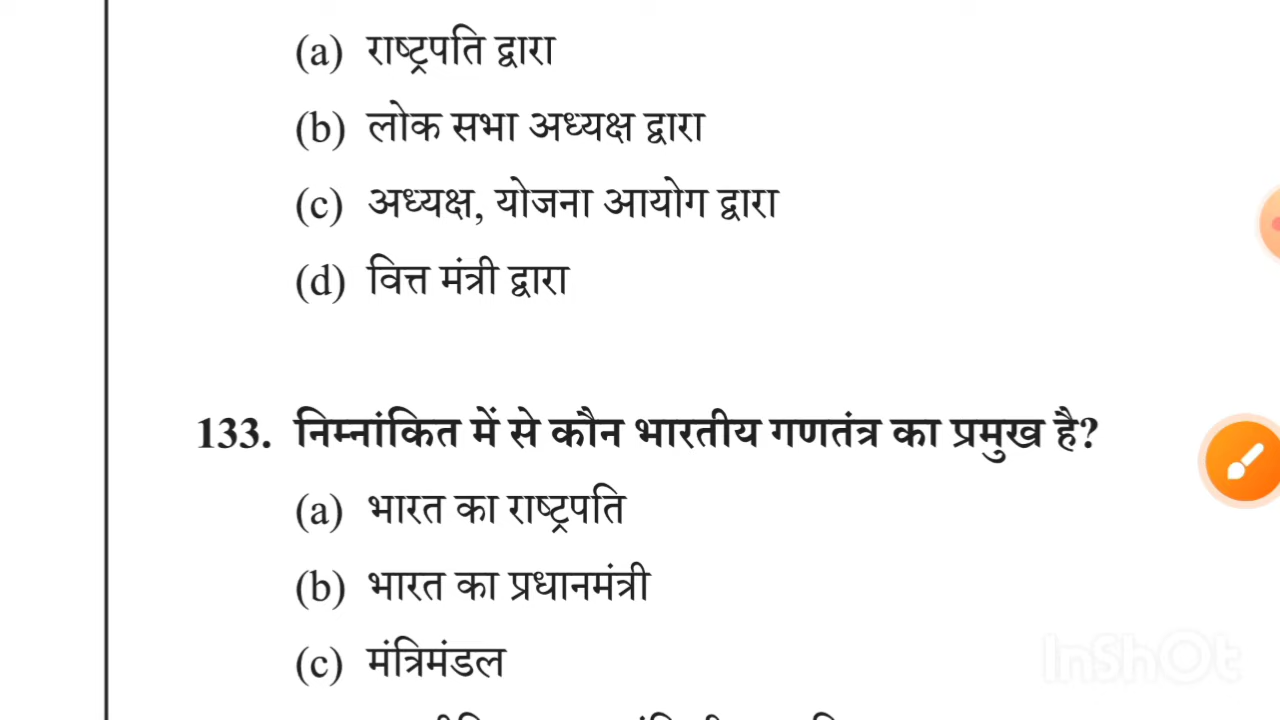 (a) राष्ट्रपति द्वारा
(b) लोक सभा अध्यक्ष द्वारा
(c) अध्यक्ष, योजना आयोग द्वारा
(d) वित्त मंत्री द्वारा
133. निम्नांकित में से कौन भारतीय गणतंत्र का प्रमुख है?
(a) भारत का राष्ट्रपति
(b) भारत का प्रधानमंत्री
(c) मंत्रिमंडल
InShOt